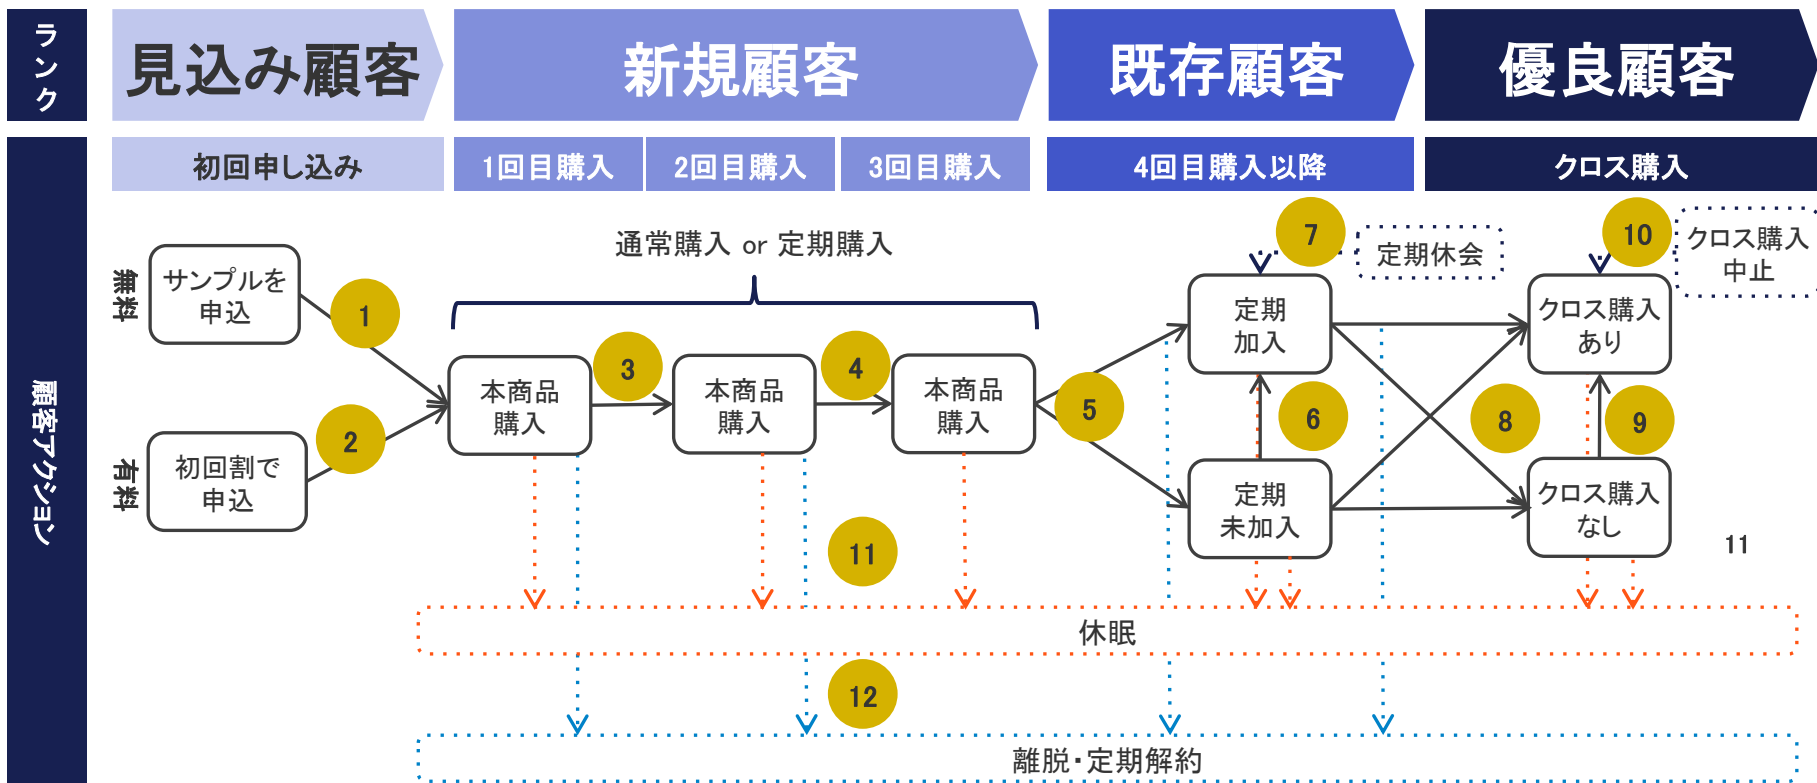 ランク
見込み顧客
新規顧客
既存顧客
優良顧客
初回申し込み
1回目購入
2回目購入
3回目購入
4回目購入以降
クロス購入
顧客アクション
無料
サンプルを
申込
有料
初回割で
申込
1
2
通常購入 or 定期購入
本商品
購入
3
本商品
購入
4
本商品
購入
5
7
定期休会
定期
加入
6
定期
未加入
8
10
クロス購入
中止
クロス購入
あり
9
クロス購入
なし
11
11
休眠
12
離脱・定期解約